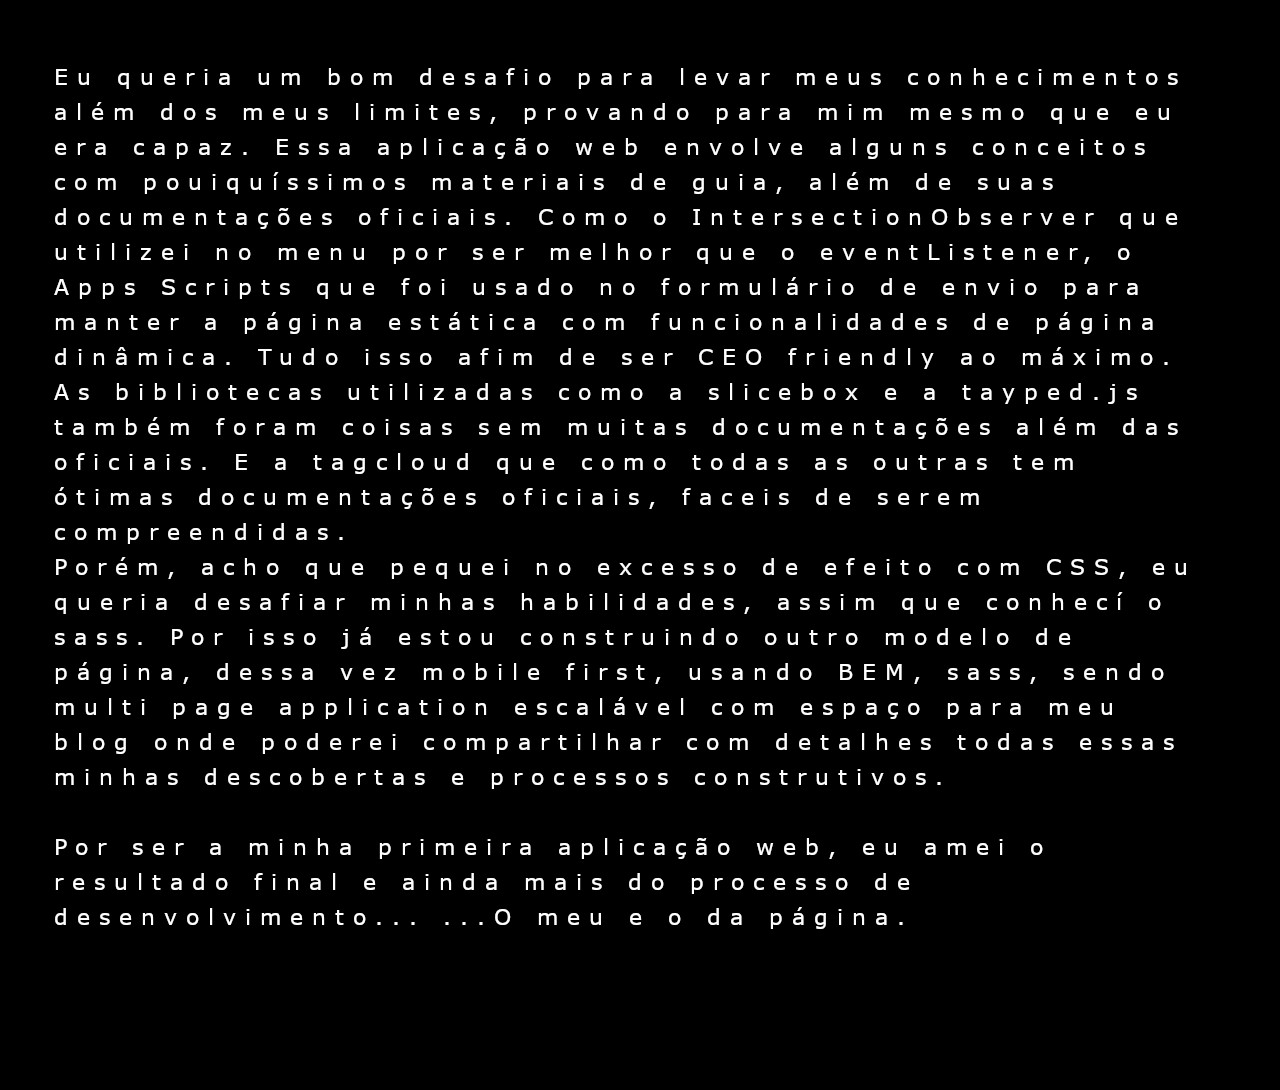 Eu queria um bom desafio para levar meus conhecimentos
além dos meus limites, provando para mim mesmo que eu
era capaz. Essa aplicação web envolve alguns conceitos
com pouiquíssimos materiais de guia, além de suas
documentações oficiais. Como o IntersectionObserver que
utilizei no menu por ser melhor que o eventListener, o
Apps Scripts que foi usado no formulário de envio para
manter a página estática com funcionalidades de página
dinâmica. Tudo isso afim de ser CEO friendly ao máximo.
As bibliotecas utilizadas como a slicebox e a tayped.js
também foram coisas sem muitas documentações além das
oficiais. E a tagcloud que como todas as outras tem
ótimas documentações oficiais, faceis de serem
compreendidas.
Porém, acho que pequei no excesso de efeito com CSS, eu
queria desafiar minhas habilidades, assim que conhecí o
sass. Por isso já estou construindo outro modelo de
página, dessa vez mobile first, usando BEM, sass, sendo
multi page application escalável com espaço para meu
blog onde poderei compartilhar com detalhes todas essas
minhas descobertas e processos construtivos.
Por ser a minha primeira aplicação web, eu amei o
resultado final e ainda mais do processo de
desenvolvimento... ...O meu e o da página.